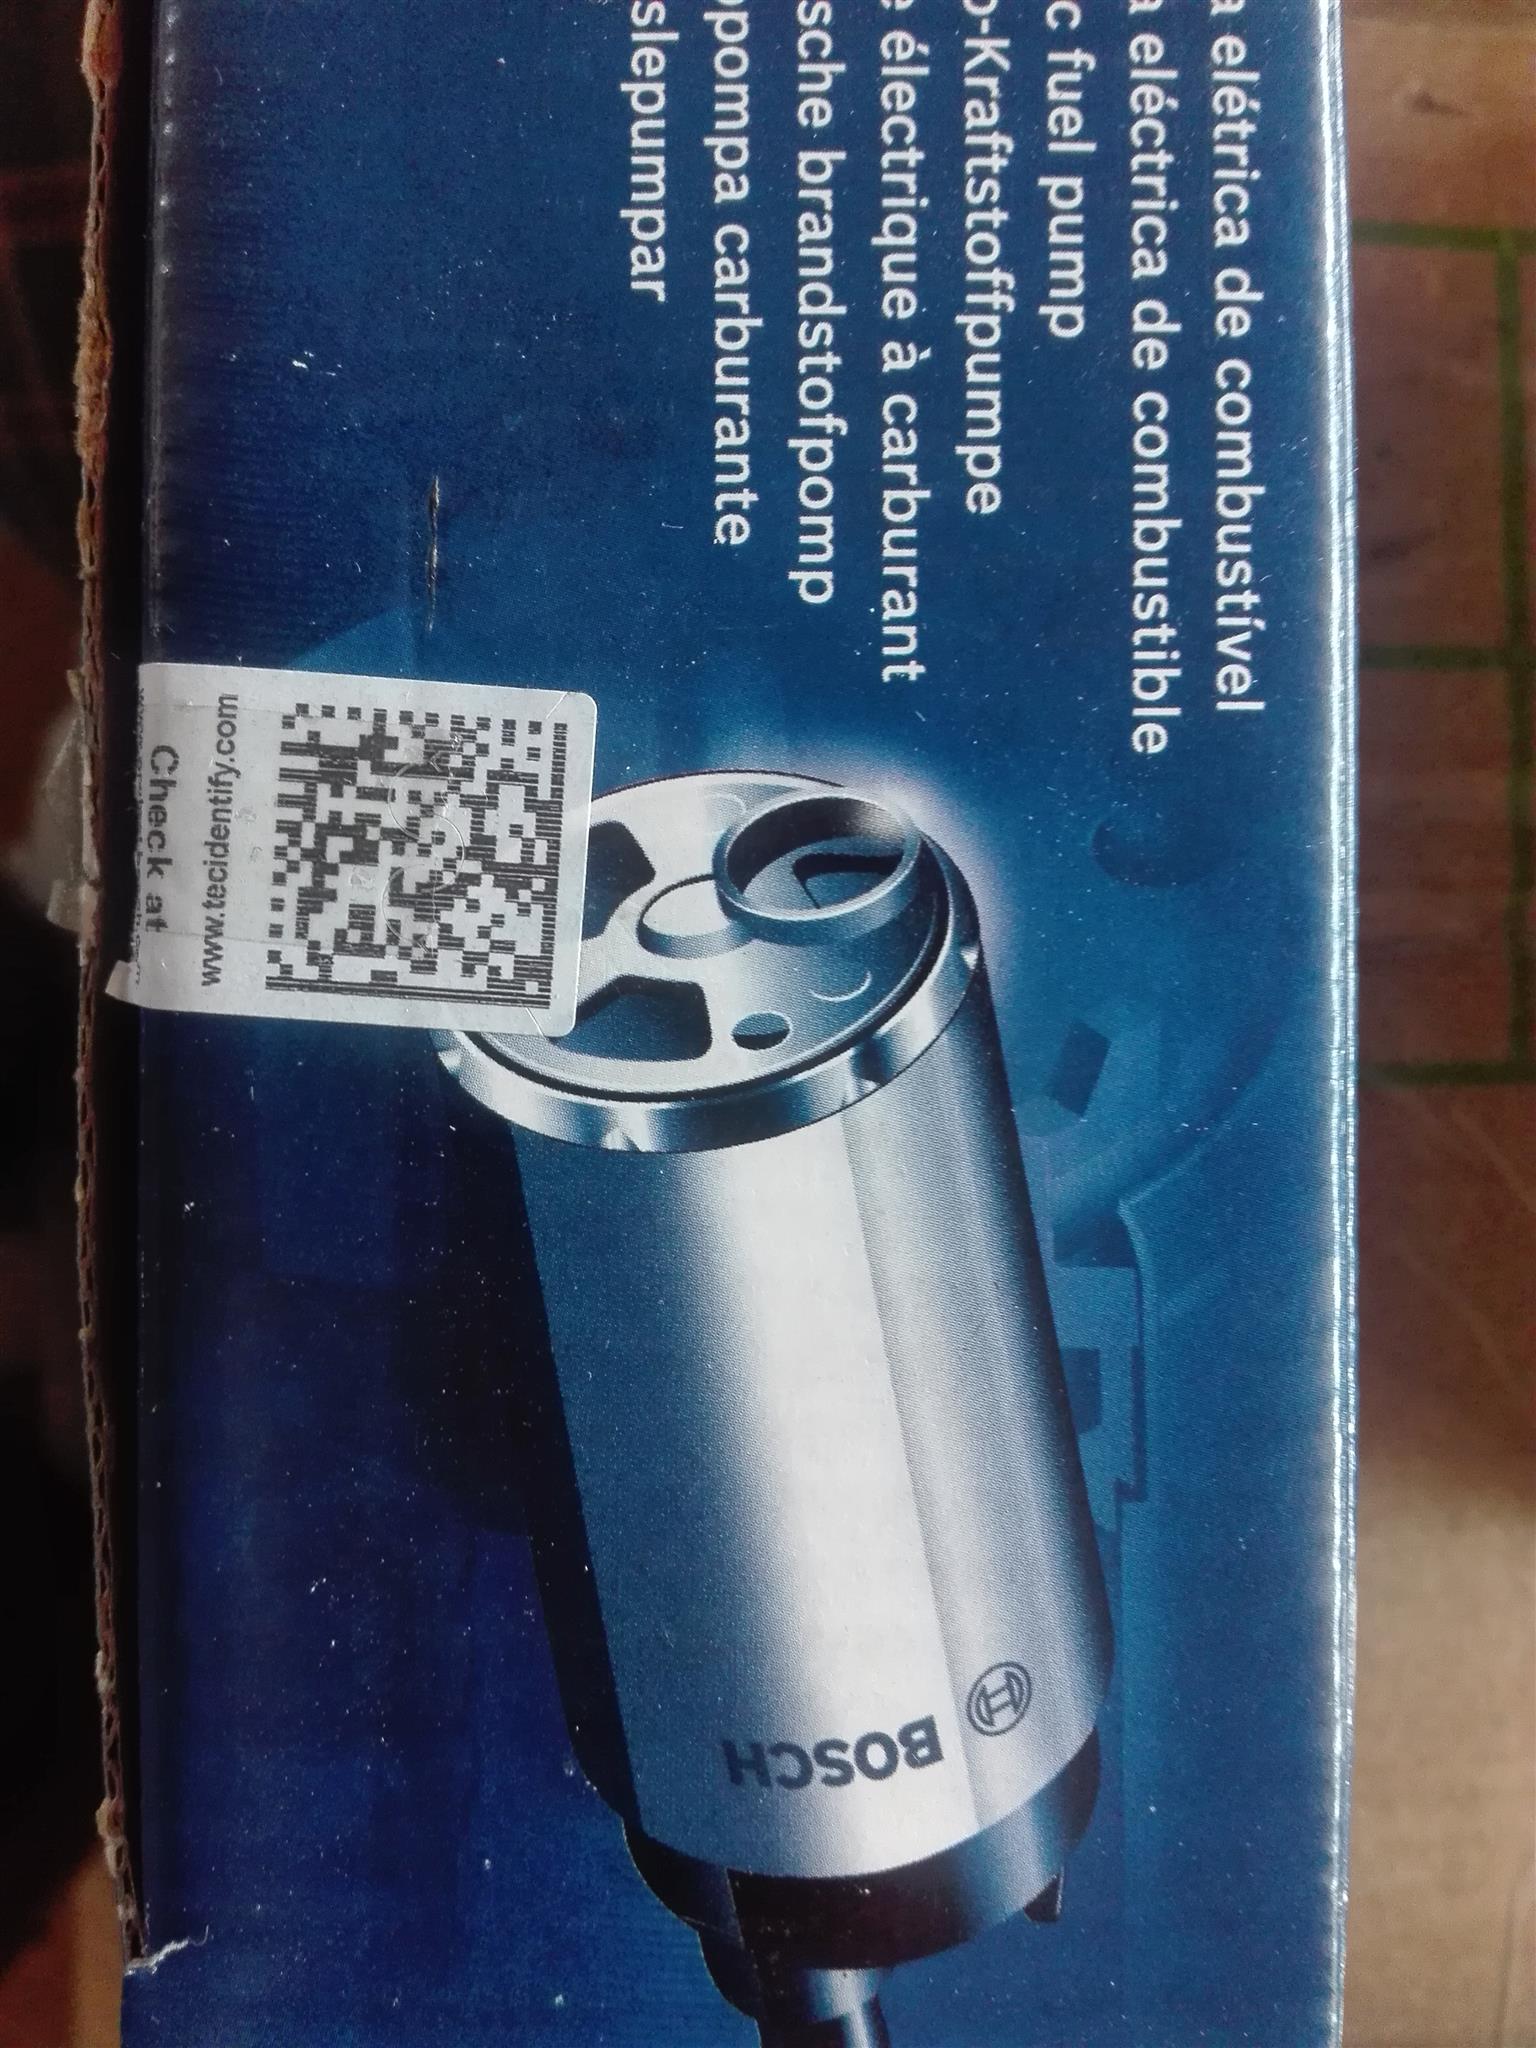 a elétrica de combustível
a eléctrica de combustible
c fuel pump
o-Kraftstoffpumpe
e électrique à carburant
sche brandstofpomp
opompa carburante
slepumpar
Check at
www.tecidentify.com
BOSCH